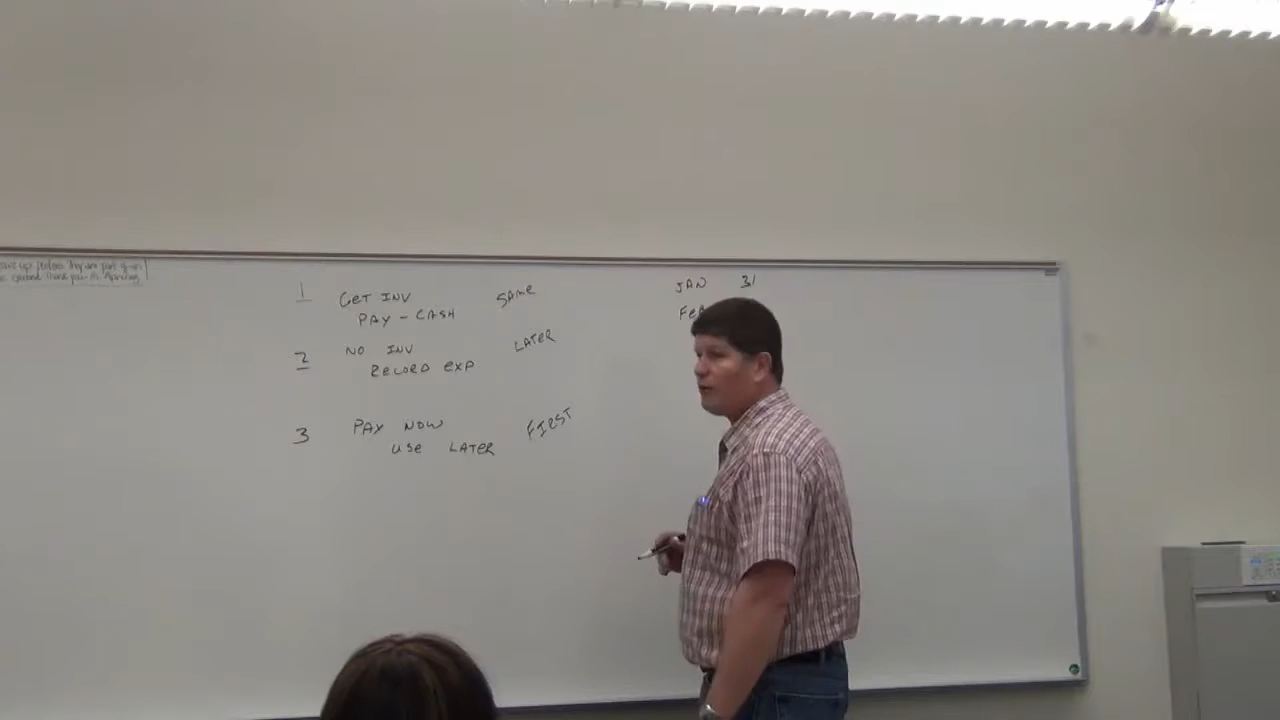 1 GET INV SAME
PAY - CASH
2 NO INV LATER
RECORD EXP
3 PAY NOW FIRST
USE LATER
JAN 31
FEB